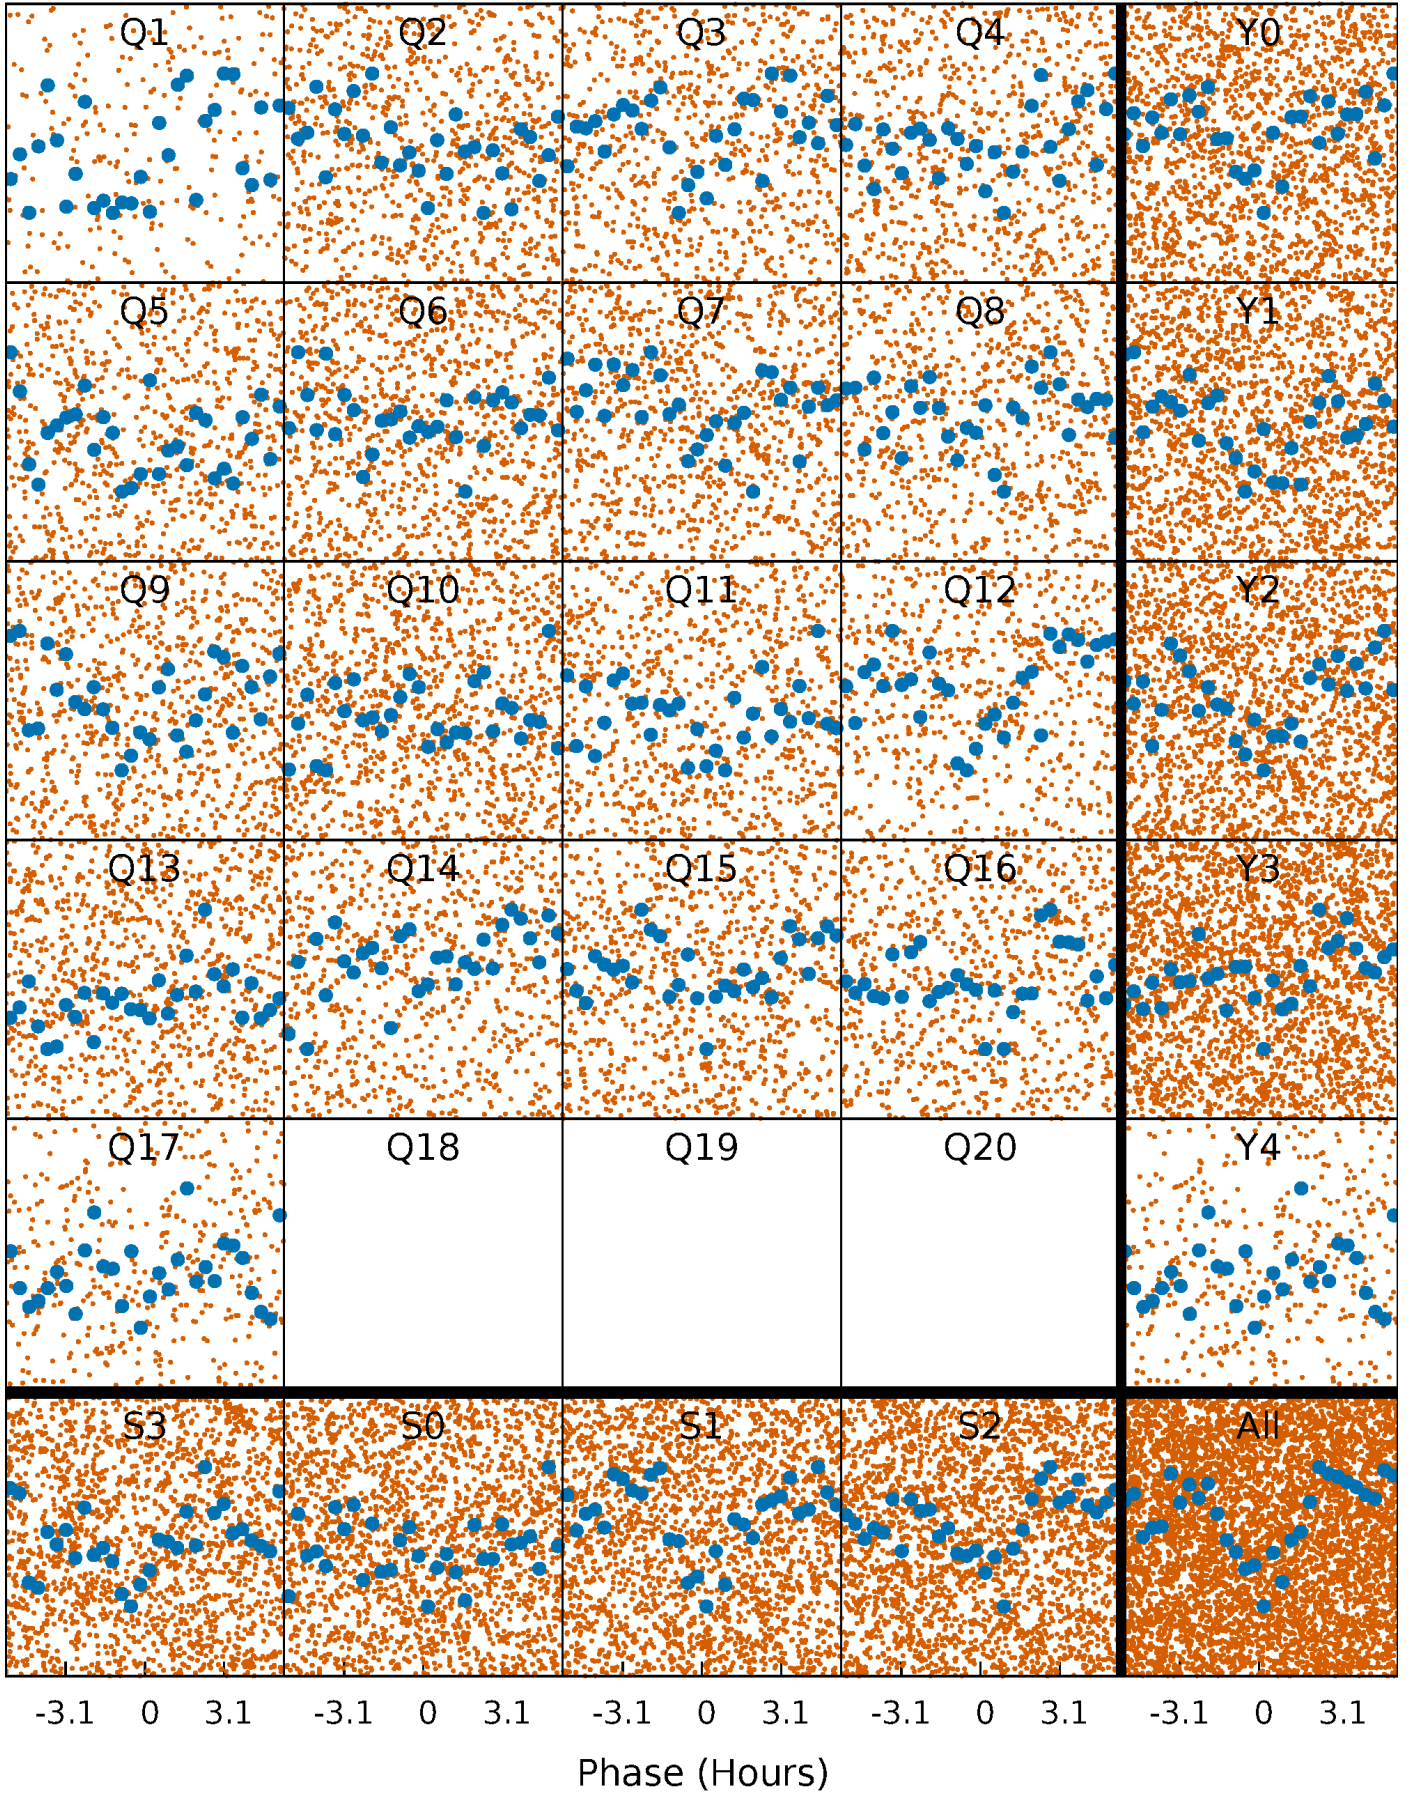 Q1 Q2 Q3 Q4 Y0
Q5 Q6 Q7 Q8 Y1
Q9 Q10 Q11 Q12 Y2
Q13 Q14 Q15 Q16 Y3
Q17 Q18 Q19 Q20 Y4
S3 S0 S1 S2 All
-3.1 0 3.1 -3.1 0 3.1 -3.1 0 3.1 -3.1 0 3.1 -3.1 0 3.1
Phase (Hours)